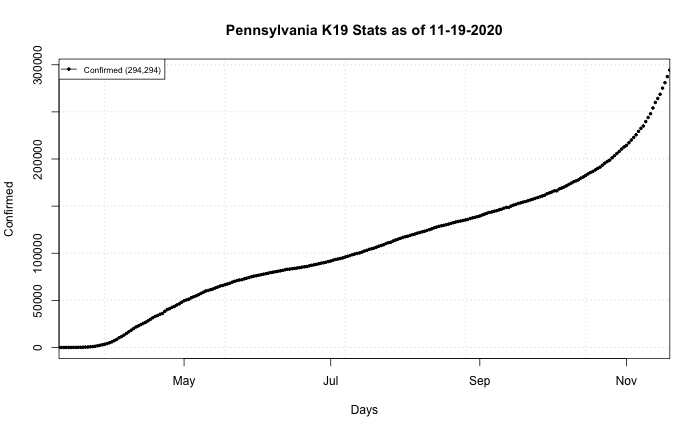 Pennsylvania K19 Stats as of 11-19-2020
Confirmed (294,294)
300000
200000
100000
50000
0
Confirmed
May Jul Sep Nov
Days